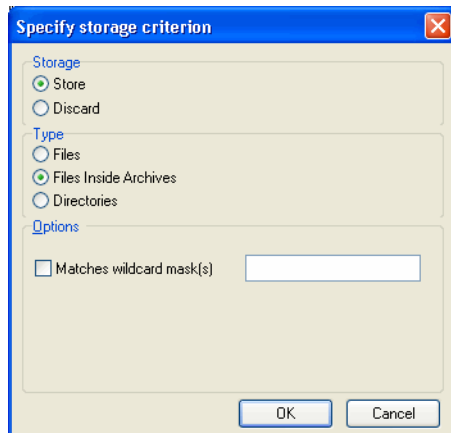 Specify storage criterion
Storage
Store
Discard
Type
Files
Files Inside Archives
Directories
Options
Matches wildcard mask(s)
OK Cancel